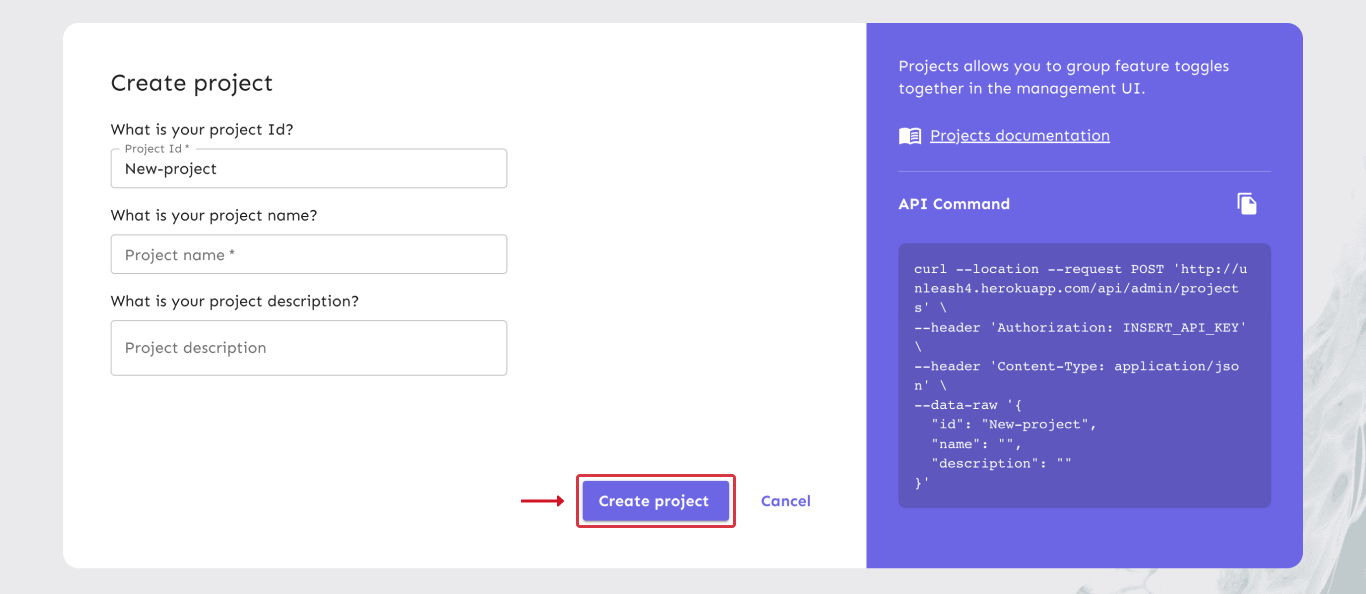 Create project
What is your project Id?
Project Id *
New-project
What is your project name?
Project name *
What is your project description?
Project description
Create project
Cancel
Projects allows you to group feature toggles
together in the management UI.
Projects documentation
API Command
curl --location --request POST 'http://u
nleash4.herokuapp.com/api/admin/project
s' \
--header 'Authorization: INSERT_API_KEY'
\
--header 'Content-Type: application/jso
n' \
--data-raw '{
"id": "New-project",
"name": "",
"description": ""
}'